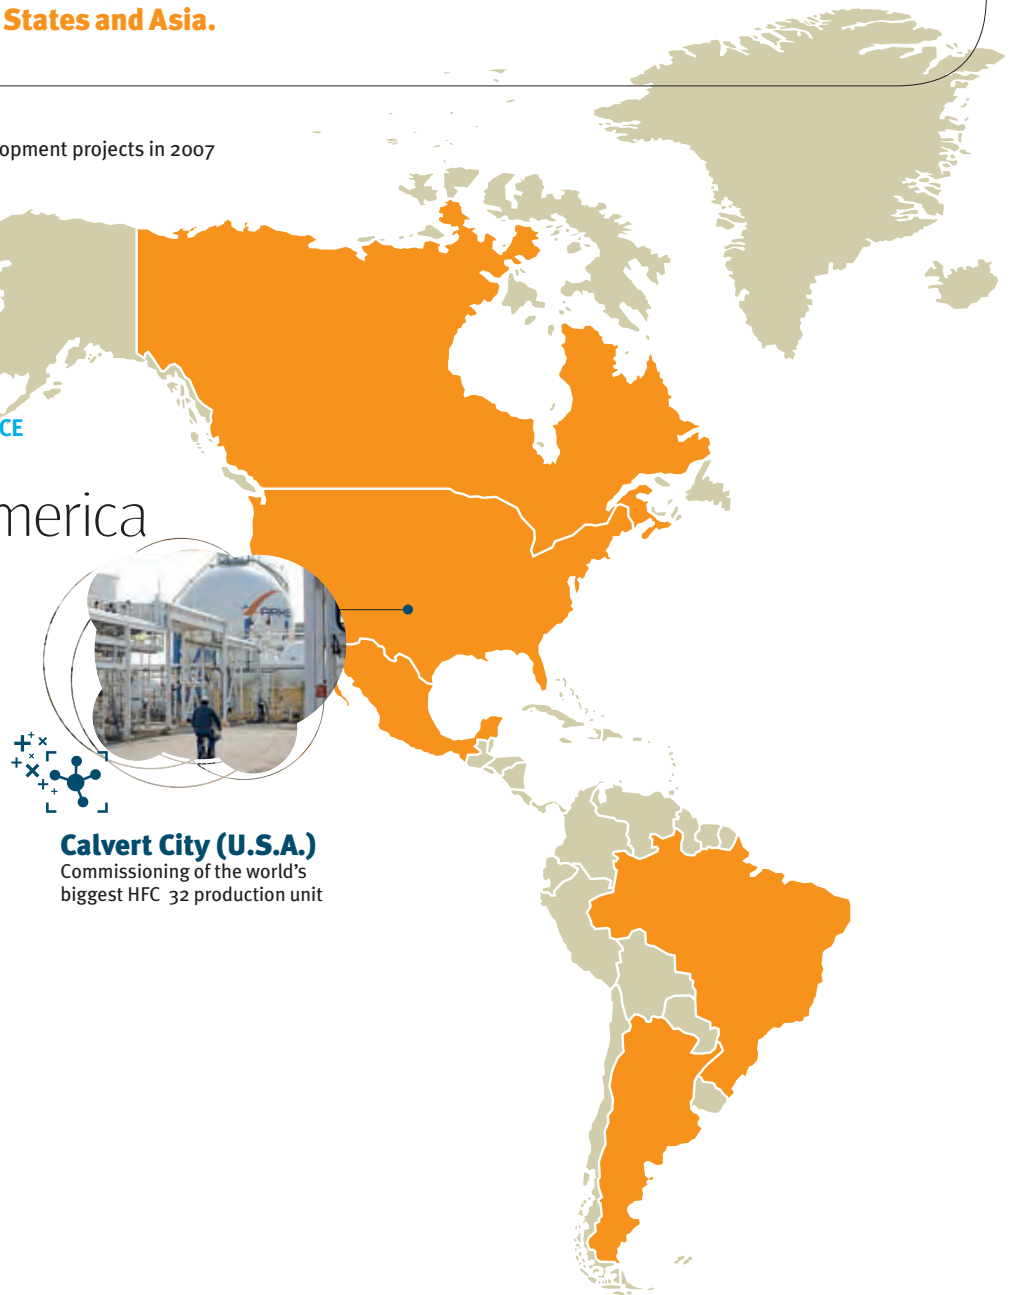 States and Asia.
opment projects in 2007
CE
merica
ARKE
Calvert City (U.S.A.)
Commissioning of the world's
biggest HFC 32 production unit